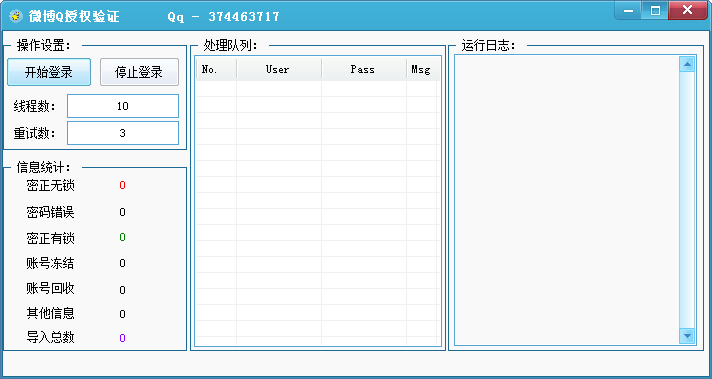 微博Q授权验证 Qq - 374463717
操作设置：
开始登录 停止登录
线程数： 10
重试数： 3
信息统计：
密正无锁 0
密码错误 0
密正有锁 0
账号冻结 0
账号回收 0
其他信息 0
导入总数 0
处理队列：
No. User Pass Msg
运行日志：